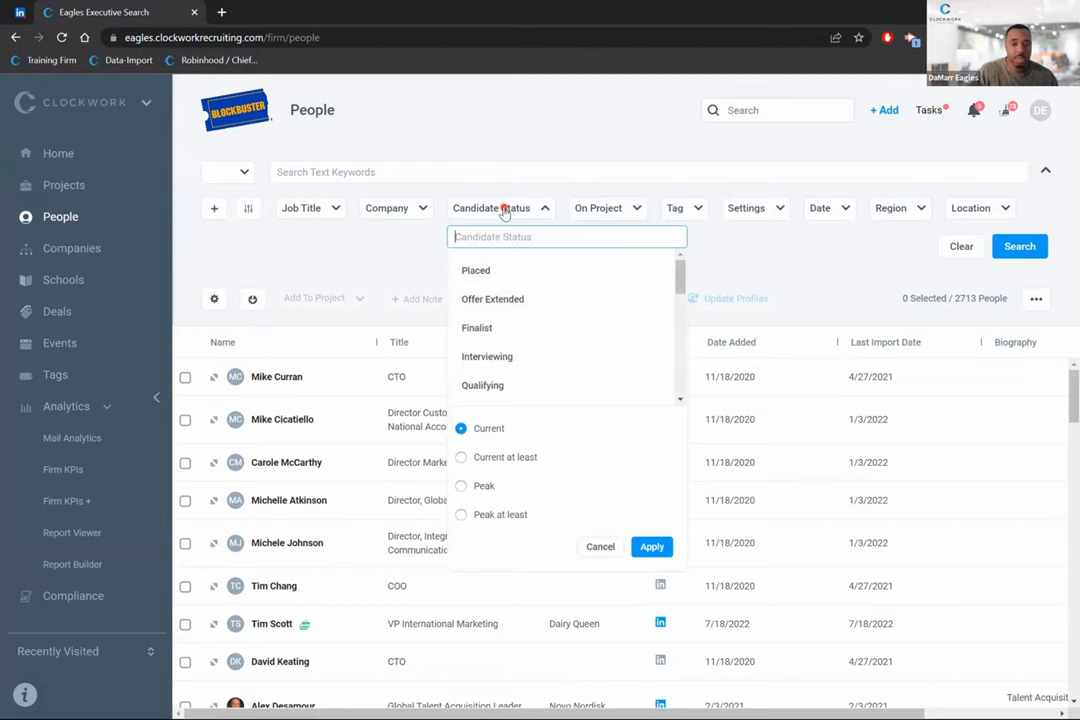 Eagles Executive Search
eagles.clockworkrecruiting.com/firm/people
Training Firm
Data-Import
Robinhood / Chief...
CLOCKWORK
DaMarr Eagles
CLOCKWORK
Home
Projects
People
Companies
Schools
Deals
Events
Tags
Analytics
Mail Analytics
Firm KPIs
Firm KPIs +
Report Viewer
Report Builder
Compliance
Recently Visited
BLOCKBUSTER
People
Search
+ Add
Tasks
9
78
DE
Search Text Keywords
Job Title
Company
Candidate Status
On Project
Tag
Settings
Date
Region
Location
Candidate Status
Placed
Offer Extended
Finalist
Interviewing
Qualifying
Current
Current at least
Peak
Peak at least
Cancel
Apply
Clear
Search
Add To Project
+ Add Note
Update Profiles
0 Selected / 2713 People
Name
Title
Date Added
Last Import Date
Biography
MC Mike Curran CTO 11/18/2020 4/27/2021
MC Mike Cicatiello Director Custo
National Accou
11/18/2020 1/3/2022
CM Carole McCarthy Director Marke 11/18/2020 1/3/2022
MA Michelle Atkinson Director, Globa 11/18/2020 1/3/2022
MJ Michele Johnson Director, Integr
Communication
11/18/2020 1/3/2022
TC Tim Chang COO 11/18/2020 4/27/2021
TS Tim Scott VP International Marketing Dairy Queen 7/18/2022 7/18/2022
DK David Keating CTO 11/18/2020 4/27/2021
Alex Desamour Global Talent Acquisition Leader Novo Nordisk 2/3/2021
Talent Acquisit